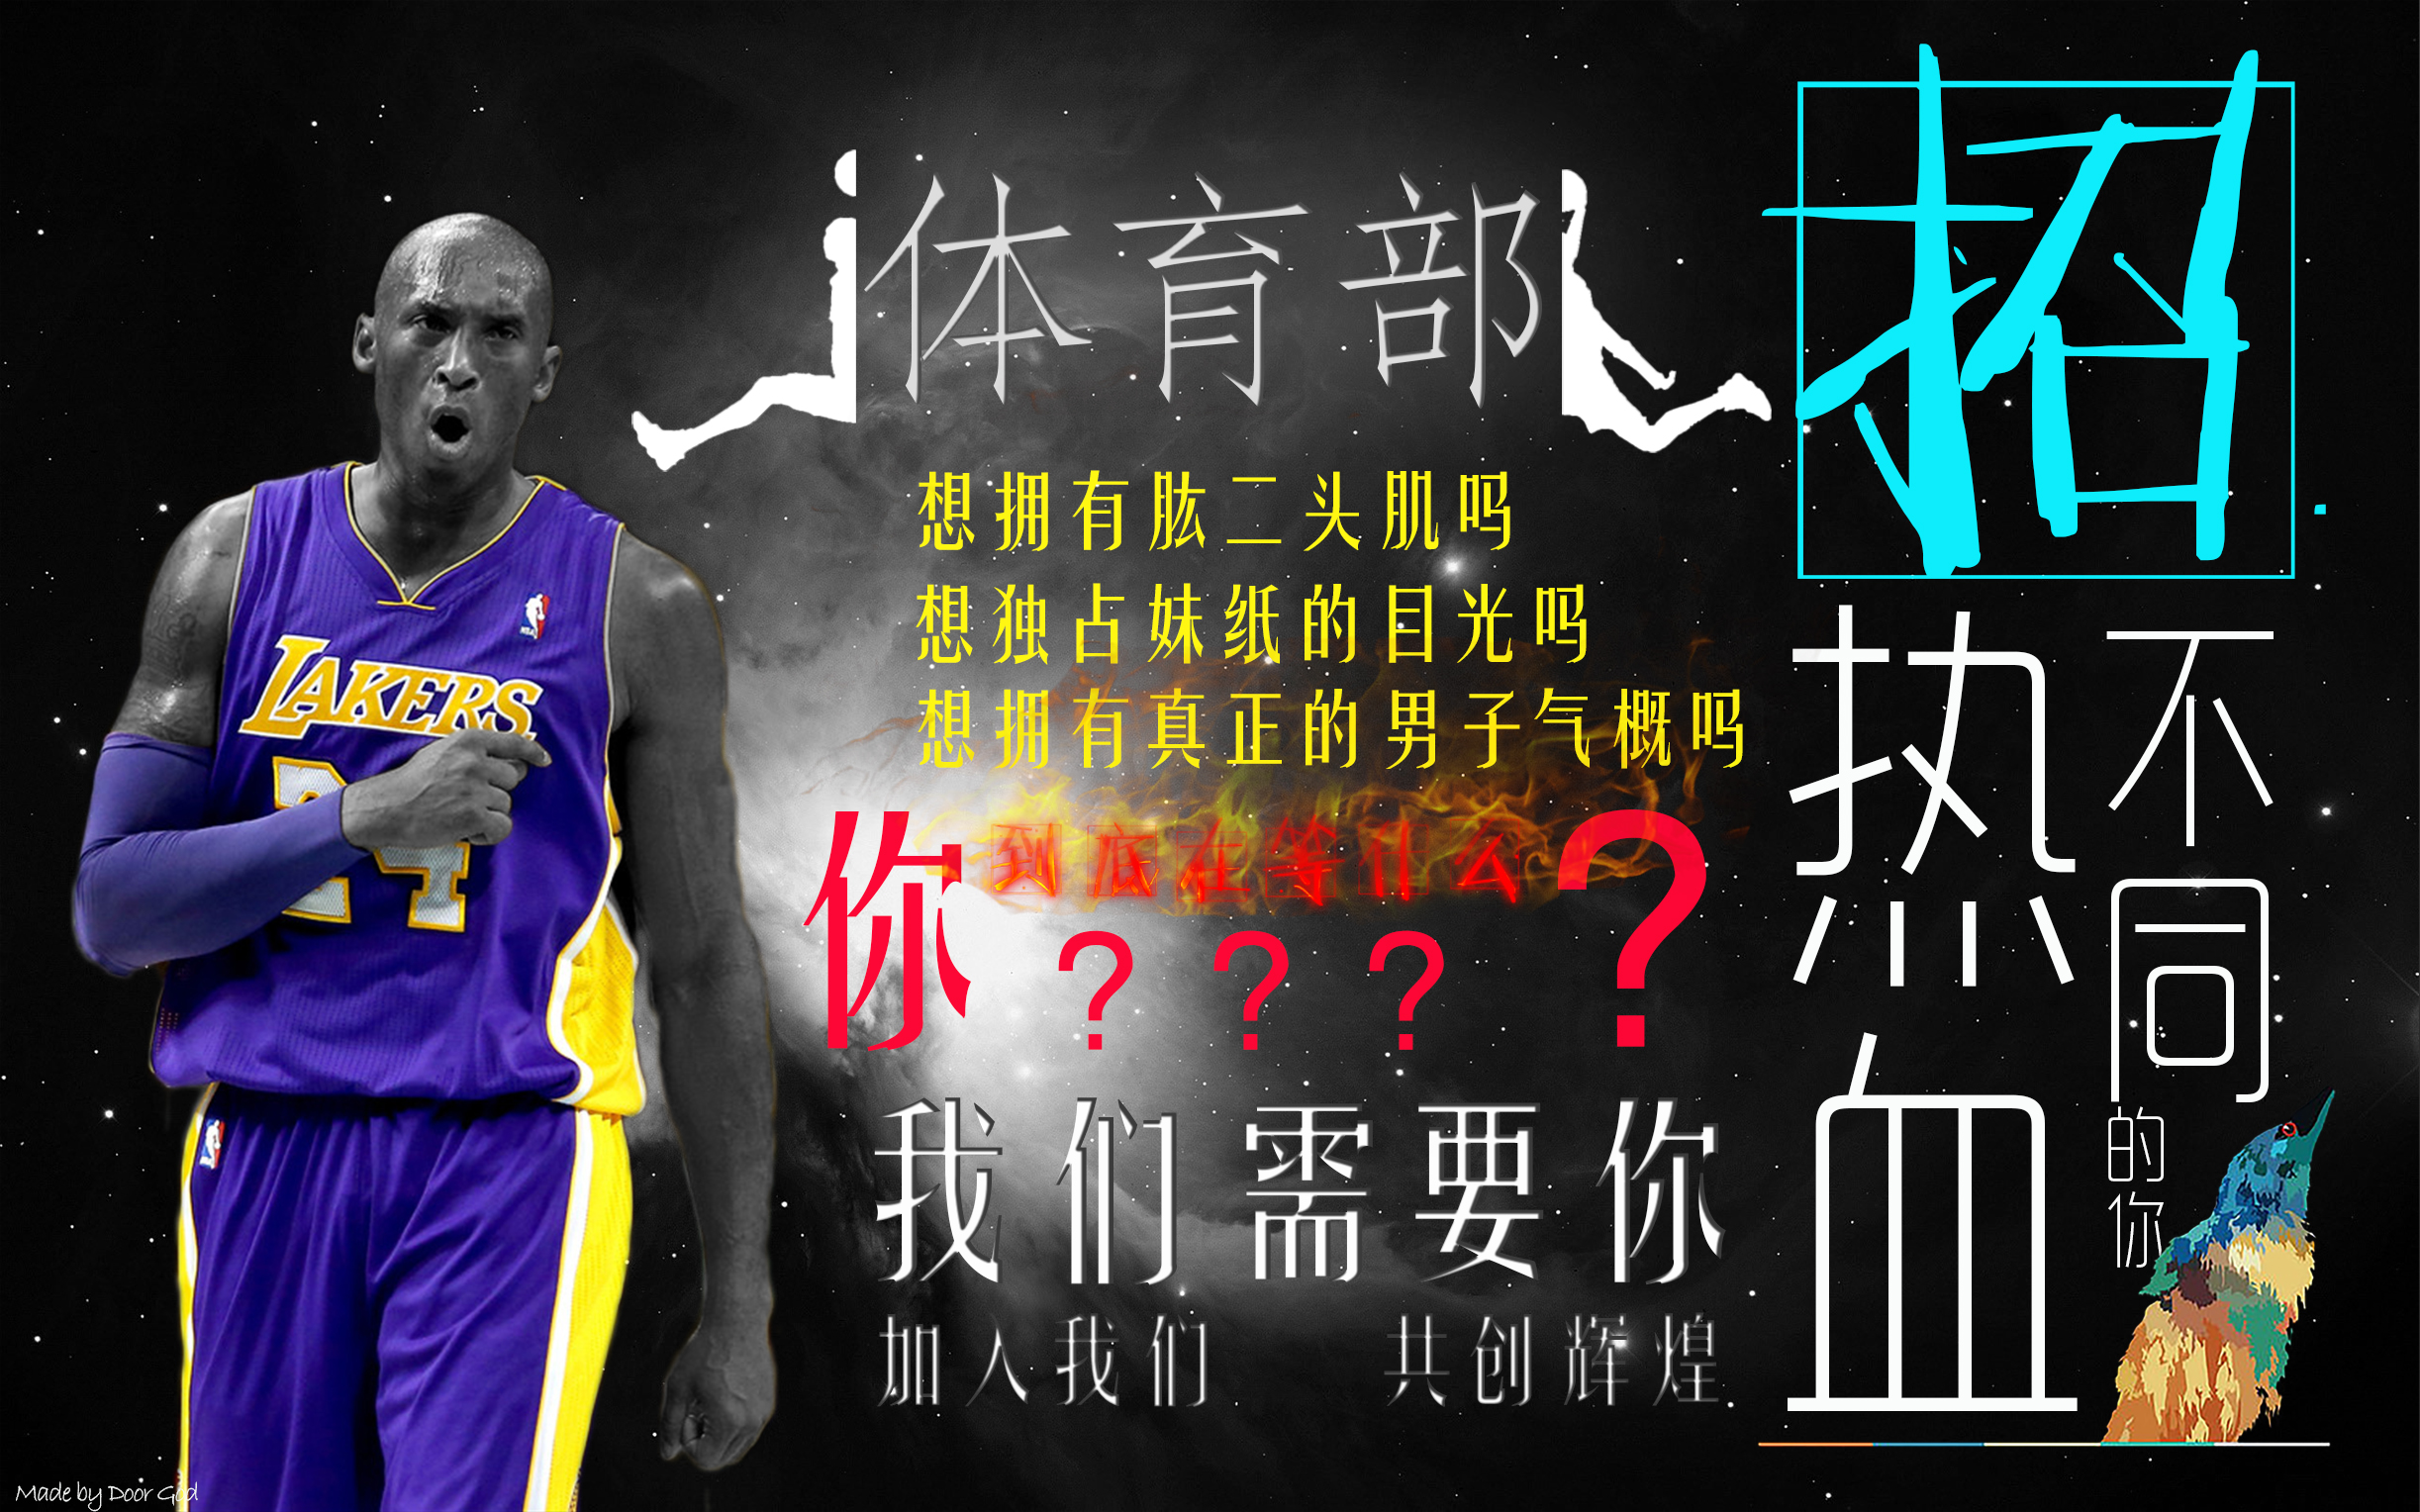 体育部
想拥有肱二头肌吗
想独占妹纸的目光吗
想拥有真正的男子气概吗
你到底在等什么？
？？？
我们需要你
加入我们 共创辉煌
招
热血
不同的你
LAKERS
24
NBA
Made by Door God